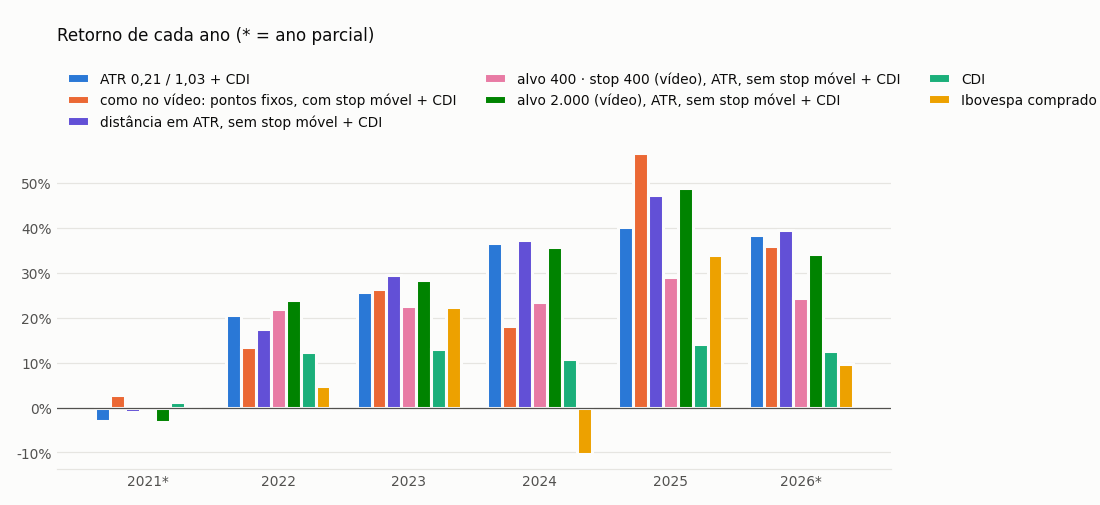 Retorno de cada ano (* = ano parcial)
ATR 0,21 / 1,03 + CDI
como no vídeo: pontos fixos, com stop móvel + CDI
distância em ATR, sem stop móvel + CDI
alvo 400 · stop 400 (vídeo), ATR, sem stop móvel + CDI
alvo 2.000 (vídeo), ATR, sem stop móvel + CDI
CDI
Ibovespa comprado
50%
40%
30%
20%
10%
0%
-10%
2021*
2022
2023
2024
2025
2026*